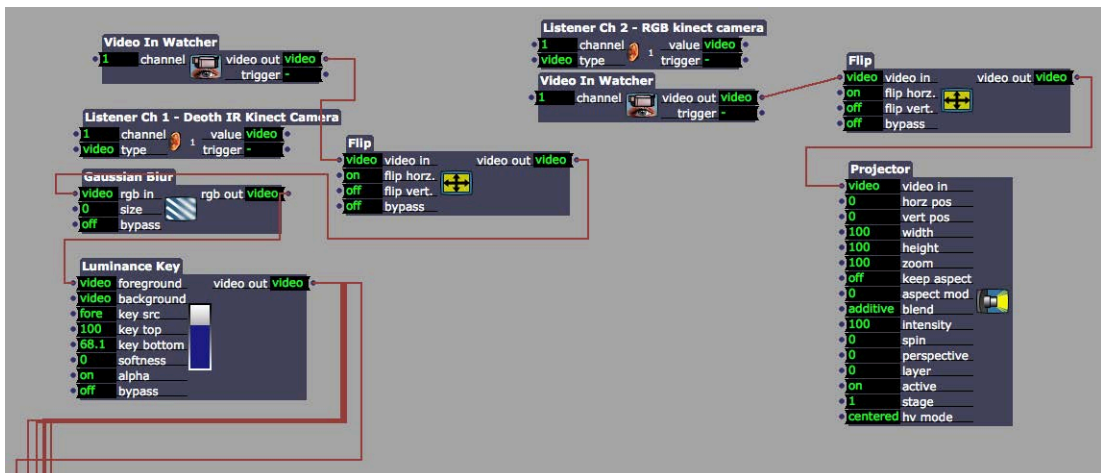 Video In Watcher
1 channel video out video
trigger -
Listener Ch 1 - Deoth IR Kinect Camera
1 channel 1 value video
video type trigger -
Gaussian Blur
video rgb in rgb out video
0 size
off bypass
Luminance Key
video foreground video out video
video background
fore key src
100 key top
68.1 key bottom
0 softness
on alpha
off bypass
Flip
video video in video out video
on flip horz.
off flip vert.
off bypass
Listener Ch 2 - RGB kinect camera
1 channel 1 value video
video type trigger -
Video In Watcher
1 channel video out video
trigger -
Flip
video video in video out video
on flip horz.
off flip vert.
off bypass
Projector
video video in
0 horz pos
0 vert pos
100 width
100 height
100 zoom
off keep aspect
0 aspect mod
additive blend
100 intensity
0 spin
0 perspective
0 layer
on active
1 stage
centered hv mode